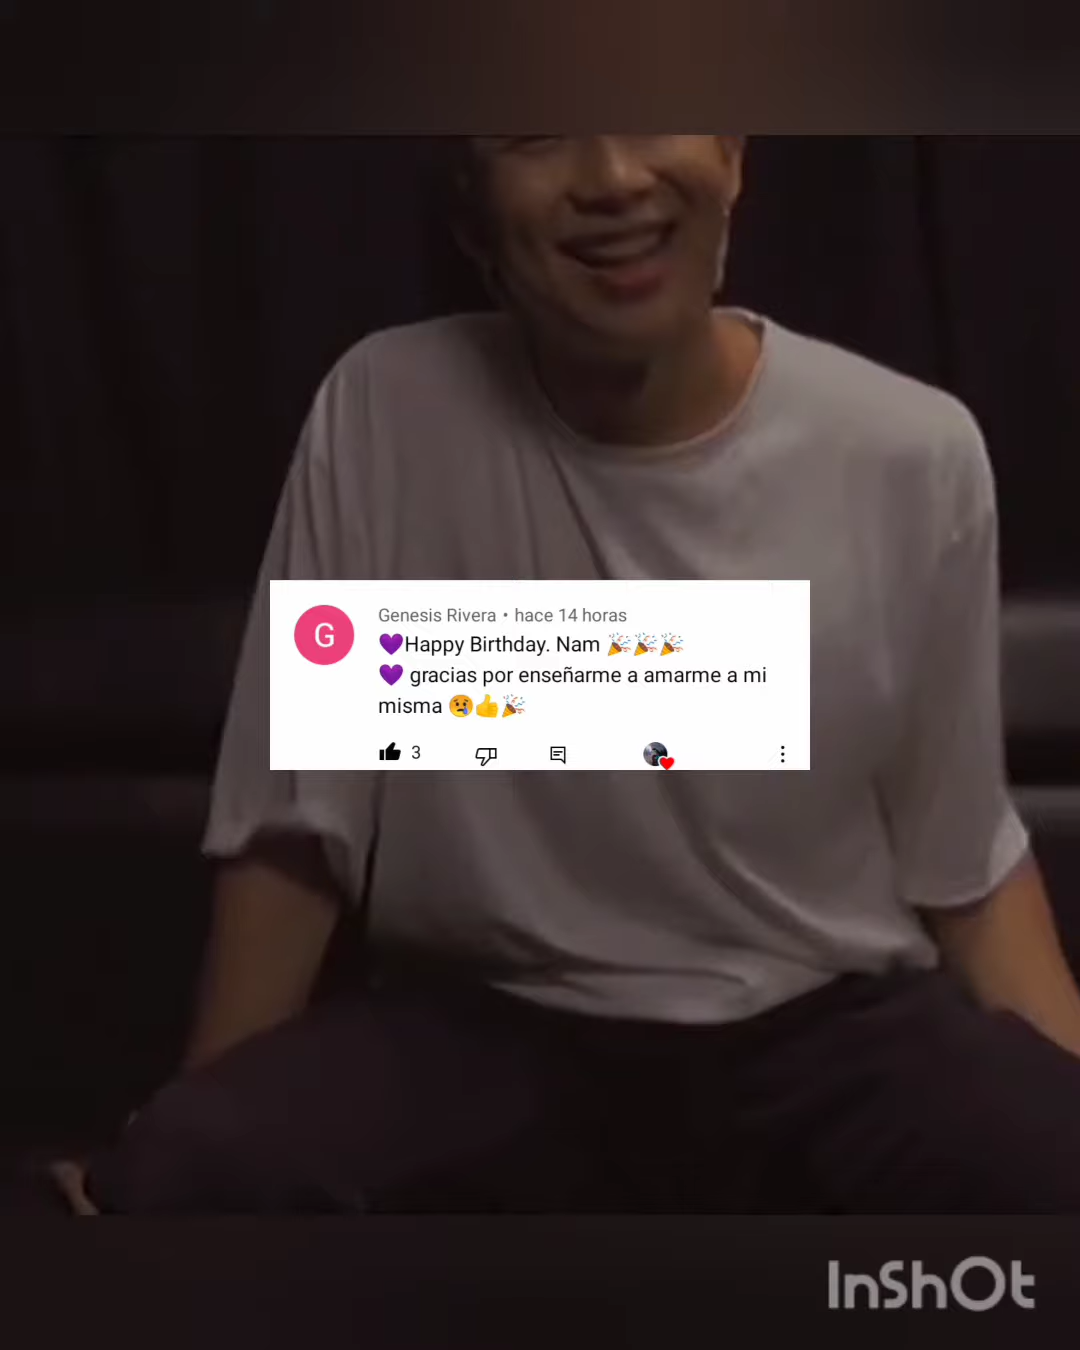 G
Genesis Rivera • hace 14 horas
💜Happy Birthday. Nam 🎉🎉🎉
💜 gracias por enseñarme a amarme a mi
misma 😢👍🎉
3
InShOt